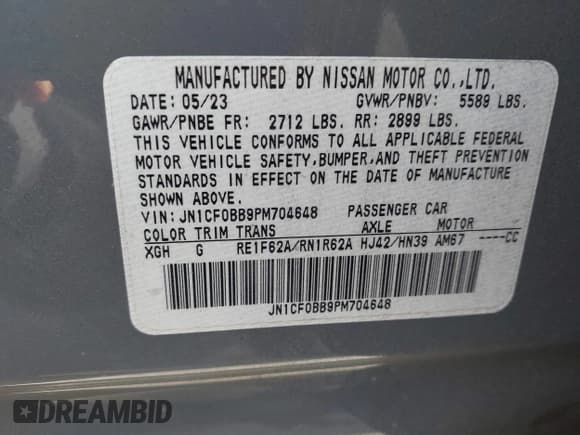 MANUFACTURED BY NISSAN MOTOR CO.,LTD.
DATE: 05/23 GVWR/PNBV: 5589 LBS.
GAWR/PNBE FR: 2712 LBS. RR: 2899 LBS.
THIS VEHICLE CONFORMS TO ALL APPLICABLE FEDERAL
MOTOR VEHICLE SAFETY,BUMPER,AND THEFT PREVENTION
STANDARDS IN EFFECT ON THE DATE OF MANUFACTURE
SHOWN ABOVE.
VIN: JN1CF0BB9PM704648 PASSENGER CAR
COLOR TRIM TRANS AXLE MOTOR
XGH G RE1F62A/RN1R62A HJ42/HN39 AM67 ----CC
JN1CF0BB9PM704648
DREAMBID